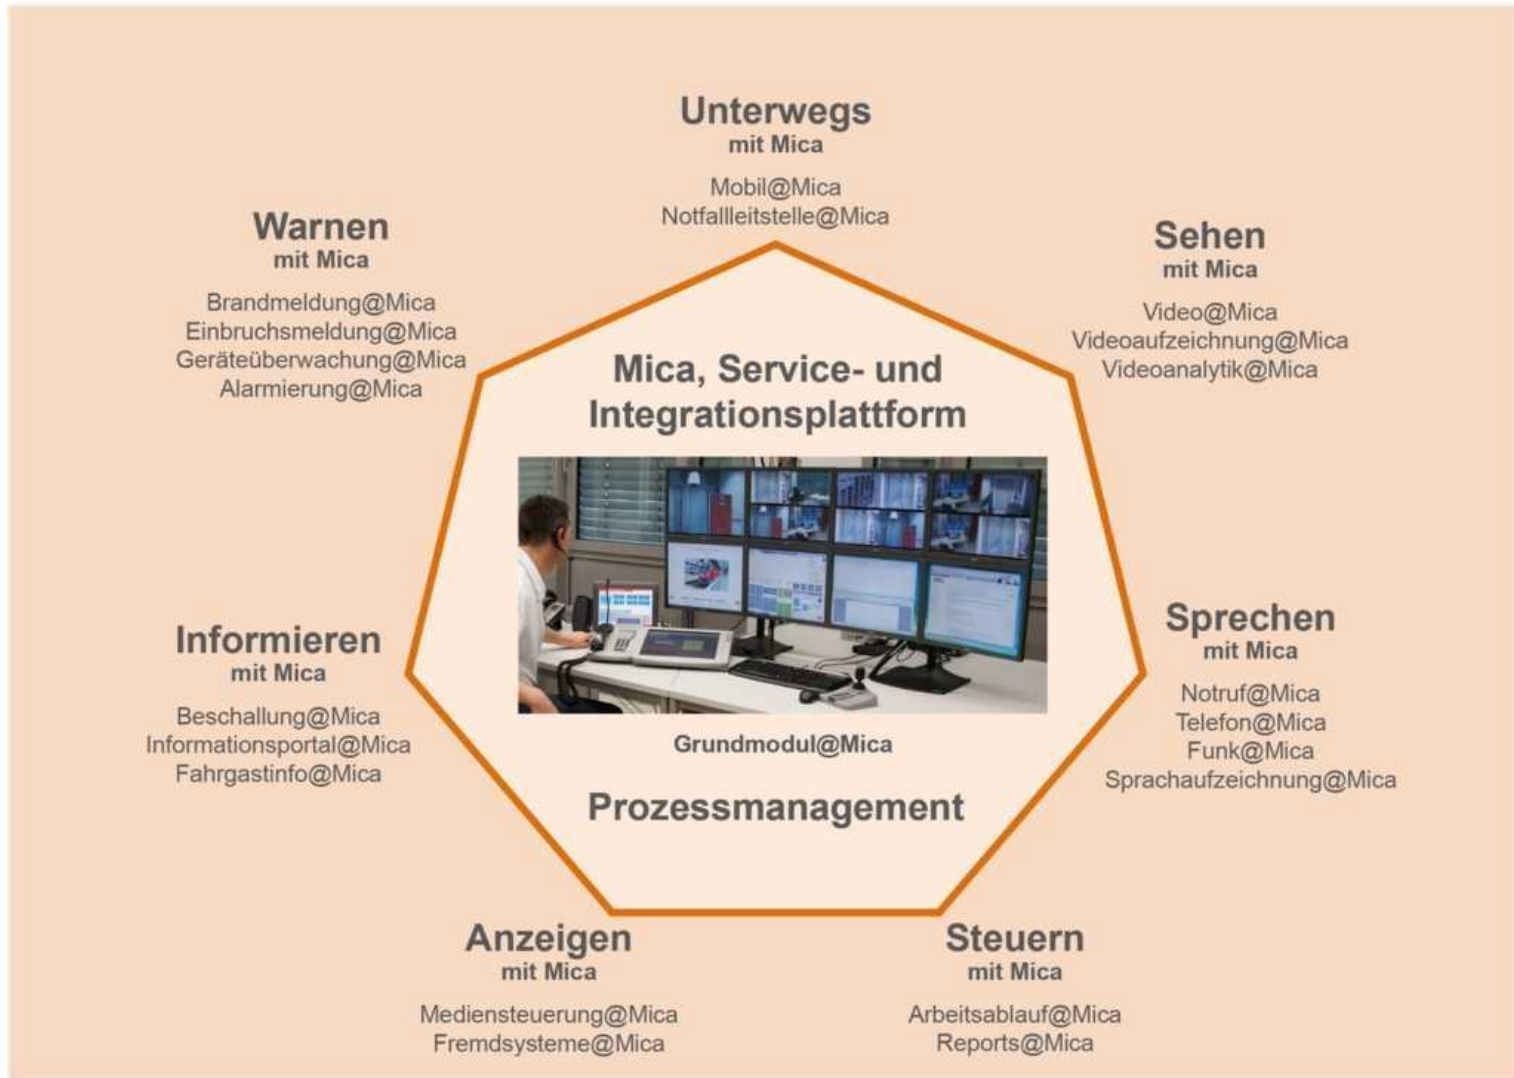 Unterwegs
mit Mica
Mobil@Mica
Notfallleitstelle@Mica
Warnen
mit Mica
Brandmeldung@Mica
Einbruchsmeldung@Mica
Geräteüberwachung@Mica
Alarmierung@Mica
Sehen
mit Mica
Video@Mica
Videoaufzeichnung@Mica
Videoanalytik@Mica
Mica, Service- und
Integrationsplattform
Grundmodul@Mica
Prozessmanagement
Informieren
mit Mica
Beschallung@Mica
Informationsportal@Mica
Fahrgastinfo@Mica
Sprechen
mit Mica
Notruf@Mica
Telefon@Mica
Funk@Mica
Sprachaufzeichnung@Mica
Anzeigen
mit Mica
Mediensteuerung@Mica
Fremdsysteme@Mica
Steuern
mit Mica
Arbeitsablauf@Mica
Reports@Mica